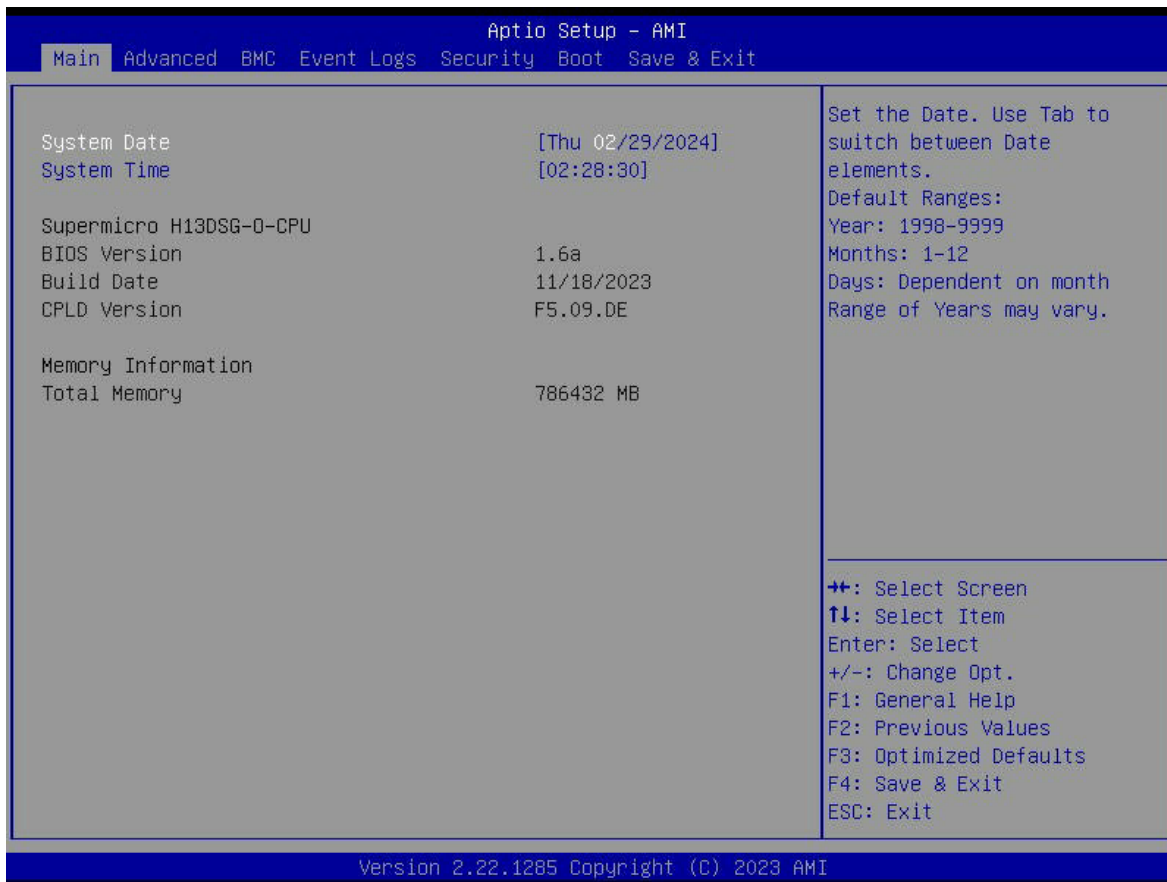 Aptio Setup - AMI
Main Advanced BMC Event Logs Security Boot Save & Exit
System Date [Thu 02/29/2024]
System Time [02:28:30]
Supermicro H13DSG-O-CPU
BIOS Version 1.6a
Build Date 11/18/2023
CPLD Version F5.09.DE
Memory Information
Total Memory 786432 MB
Set the Date. Use Tab to
switch between Date
elements.
Default Ranges:
Year: 1998-9999
Months: 1-12
Days: Dependent on month
Range of Years may vary.
→←: Select Screen
↑↓: Select Item
Enter: Select
+/-: Change Opt.
F1: General Help
F2: Previous Values
F3: Optimized Defaults
F4: Save & Exit
ESC: Exit
Version 2.22.1285 Copyright (C) 2023 AMI